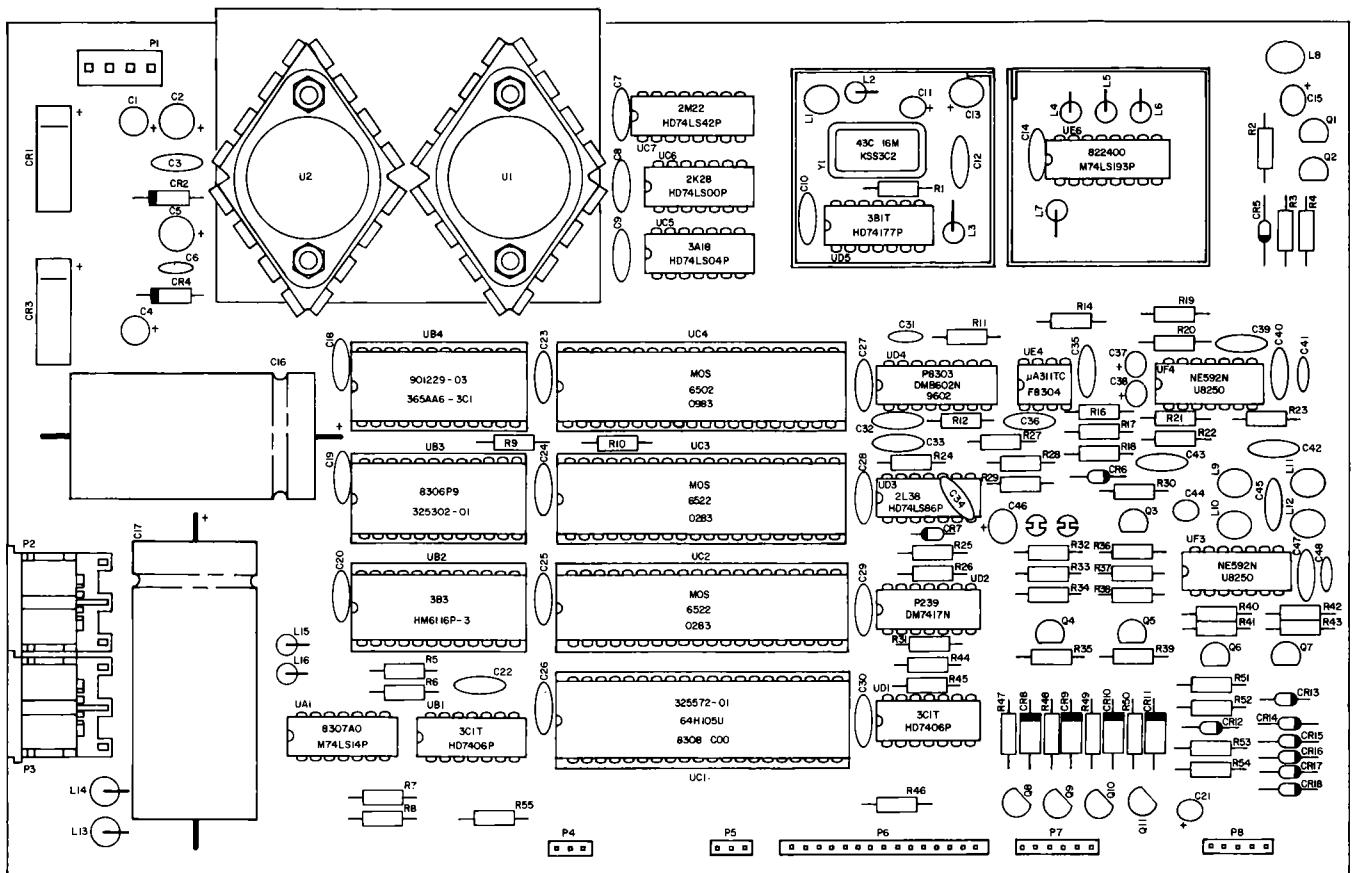 P1
C1
C2
CR1
C3
CR2
C5
C6
CR4
C4
CR3
U2
U1
C7
2M22
HD74LS42P
UC7
C8
UC6
2K28
HD74LS00P
UC5
C9
3A18
HD74LS04P
L2
L1
C11
C13
Y1
43C 16M
KSS3C2
C12
R1
C10
3B1T
HD74177P
UD5
L3
L4
L5
L6
UE6
C14
822400
M74LS193P
L7
L8
C15
Q1
R2
Q2
CR5
R3
R4
C16
C18
UB4
901229-03
365AA6-3C1
C23
UC4
MOS
6502
0983
C27
C31
R11
R14
R19
R20
C39
C40
C41
UD4
P8303
DM8602N
9602
UE4
µA311TC
F8304
C35
C37
C38
UF4
NE592N
U8250
C32
R12
C36
R16
R21
R23
R17
R22
R18
C33
R27
C43
C42
R9
R10
C19
UB3
8306P9
325302-01
C24
UC3
MOS
6522
0283
C28
R24
R28
R29
CR6
R30
L9
L11
UD3
2L38
HD74LS86P
C34
C46
Q3
C44
L10
C45
L12
CR7
R25
R26
UD2
R32
R36
R33
R37
R34
R38
UF3
NE592N
U8250
C47
C48
C17
P2
C20
UB2
3B3
HM6116P-3
C25
UC2
MOS
6522
0283
C29
P239
DM7417N
R31
R44
R45
Q4
Q5
R35
R39
R40
R41
R42
R43
Q6
Q7
L15
L16
P3
R5
R6
C22
C26
325572-01
64H105U
8308 C00
UC1
C30
UD1
3C1T
HD7406P
UA1
8307A0
M74LS14P
UB1
3C1T
HD7406P
R47
CR8
R48
CR9
R49
CR10
R50
CR11
R51
R52
CR12
R53
R54
CR13
CR14
CR15
CR16
CR17
CR18
L14
L13
R7
R8
R55
R46
Q8
Q9
Q10
Q11
C21
P4
P5
P6
P7
P8